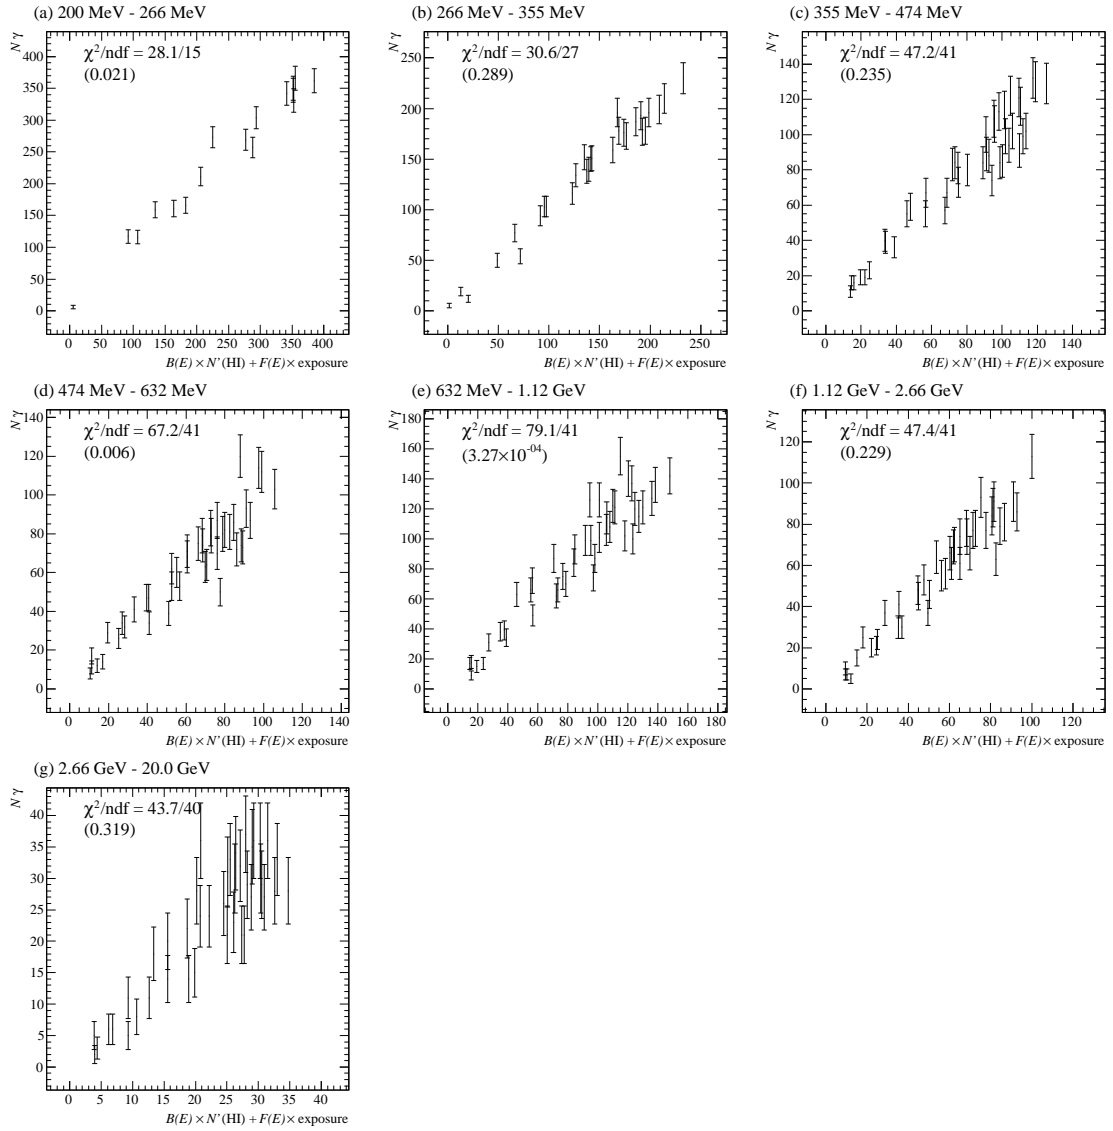 (a) 200 MeV - 266 MeV
Nγ
χ²/ndf = 28.1/15
(0.021)
400
350
300
250
200
150
100
50
0
0 50 100 150 200 250 300 350 400
B(E) × N'(HI) + F(E) × exposure
(b) 266 MeV - 355 MeV
Nγ
χ²/ndf = 30.6/27
(0.289)
250
200
150
100
50
0
0 50 100 150 200 250
B(E) × N'(HI) + F(E) × exposure
(c) 355 MeV - 474 MeV
Nγ
χ²/ndf = 47.2/41
(0.235)
140
120
100
80
60
40
20
0
0 20 40 60 80 100 120 140
B(E) × N'(HI) + F(E) × exposure
(d) 474 MeV - 632 MeV
Nγ
χ²/ndf = 67.2/41
(0.006)
140
120
100
80
60
40
20
0
0 20 40 60 80 100 120 140
B(E) × N'(HI) + F(E) × exposure
(e) 632 MeV - 1.12 GeV
Nγ
χ²/ndf = 79.1/41
(3.27×10⁻⁰⁴)
180
160
140
120
100
80
60
40
20
0
0 20 40 60 80 100 120 140 160 180
B(E) × N'(HI) + F(E) × exposure
(f) 1.12 GeV - 2.66 GeV
Nγ
χ²/ndf = 47.4/41
(0.229)
120
100
80
60
40
20
0
0 20 40 60 80 100 120
B(E) × N'(HI) + F(E) × exposure
(g) 2.66 GeV - 20.0 GeV
Nγ
χ²/ndf = 43.7/40
(0.319)
40
35
30
25
20
15
10
5
0
0 5 10 15 20 25 30 35 40
B(E) × N'(HI) + F(E) × exposure